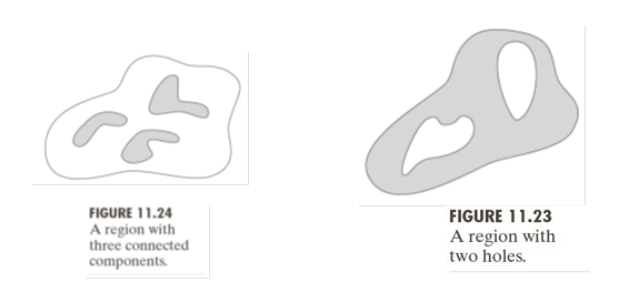 FIGURE 11.24
A region with
three connected
components.
FIGURE 11.23
A region with
two holes.